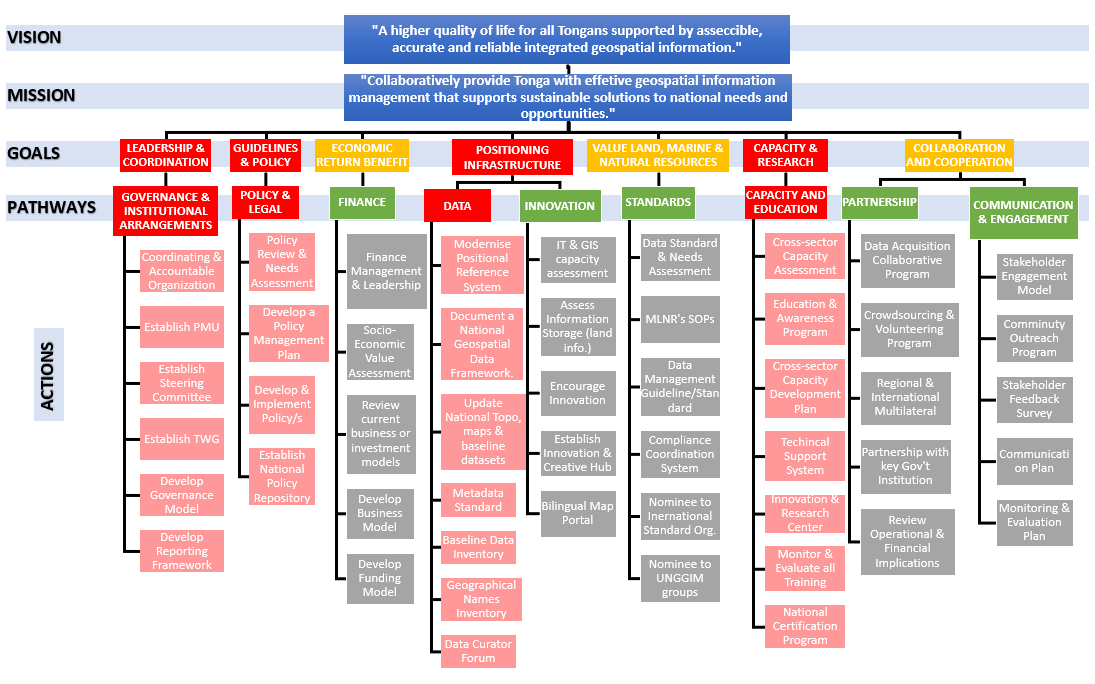 VISION
"A higher quality of life for all Tongans supported by asseccible,
accurate and reliable integrated geospatial information."
MISSION
"Collaboratively provide Tonga with effetive geospatial information
management that supports sustainable solutions to national needs and
opportunities."
GOALS
LEADERSHIP &
COORDINATION
GUIDELINES
& POLICY
ECONOMIC
RETURN BENEFIT
POSITIONING
INFRASTRUCTURE
VALUE LAND, MARINE &
NATURAL RESOURCES
CAPACITY &
RESEARCH
COLLABORATION
AND COOPERATION
PATHWAYS
GOVERNANCE &
INSTITUTIONAL
ARRANGEMENTS
POLICY &
LEGAL
FINANCE
DATA
INNOVATION
STANDARDS
CAPACITY AND
EDUCATION
PARTNERSHIP
COMMUNICATION
& ENGAGEMENT
ACTIONS
Coordinating &
Accountable
Organization
Establish PMU
Establish
Steering
Committee
Establish TWG
Develop
Governance
Model
Develop
Reporting
Framework
Policy
Review &
Needs
Assessment
Develop a
Policy
Management
Plan
Develop &
Implement
Policy/s
Establish
National
Policy
Repository
Finance
Management
& Leadership
Socio-
Economic
Value
Assessment
Review
current
business or
investment
models
Develop
Business
Model
Develop
Funding
Model
Modernise
Positional
Reference
System
Document a
National
Geospatial
Data
Framework.
Update
National Topo,
maps &
baseline
datasets
Metadata
Standard
Baseline Data
Inventory
Geographical
Names
Inventory
Data Curator
Forum
IT & GIS
capacity
assessment
Assess
Information
Storage (land
info.)
Encourage
Innovation
Establish
Innovation &
Creative Hub
Bilingual Map
Portal
Data Standard
& Needs
Assessment
MLNR's SOPs
Data
Management
Guideline/Stan
dard
Compliance
Coordination
System
Nominee to
Inernational
Standard Org.
Nominee to
UNGGIM
groups
Cross-sector
Capacity
Assessment
Education &
Awareness
Program
Cross-sector
Capacity
Development
Plan
Techincal
Support
System
Innovation &
Research
Center
Monitor &
Evaluate all
Training
National
Certification
Program
Data Acquisition
Collaborative
Program
Crowdsourcing &
Volunteering
Program
Regional &
International
Multilateral
Partnership with
key Gov't
Institution
Review
Operational &
Financial
Implications
Stakeholder
Engagement
Model
Comminuty
Outreach
Program
Stakeholder
Feedback
Survey
Communicati
on Plan
Monitoring &
Evaluation
Plan